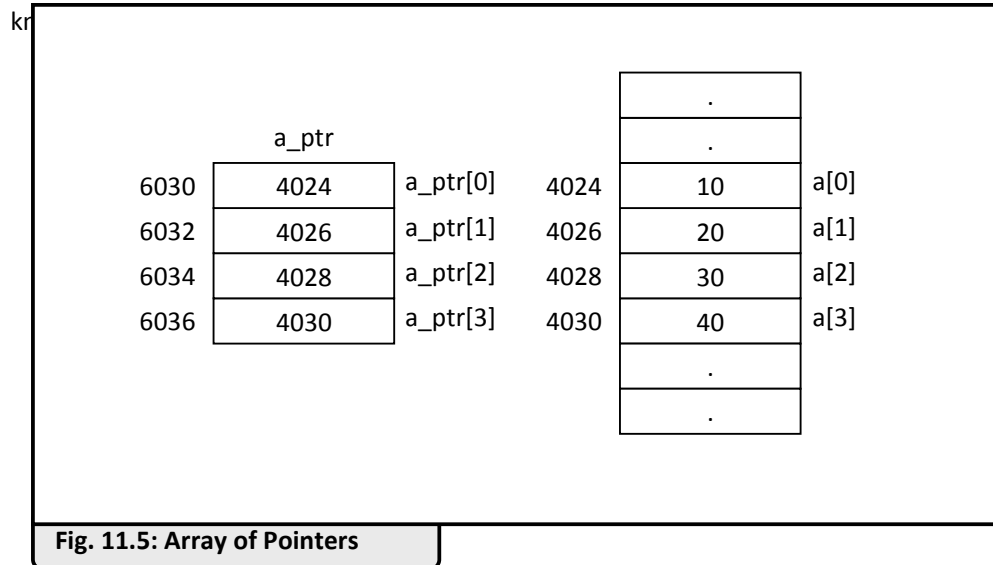 .
a_ptr .
6030 4024 a_ptr[0] 4024 10 a[0]
6032 4026 a_ptr[1] 4026 20 a[1]
6034 4028 a_ptr[2] 4028 30 a[2]
6036 4030 a_ptr[3] 4030 40 a[3]
.
.
Fig. 11.5: Array of Pointers